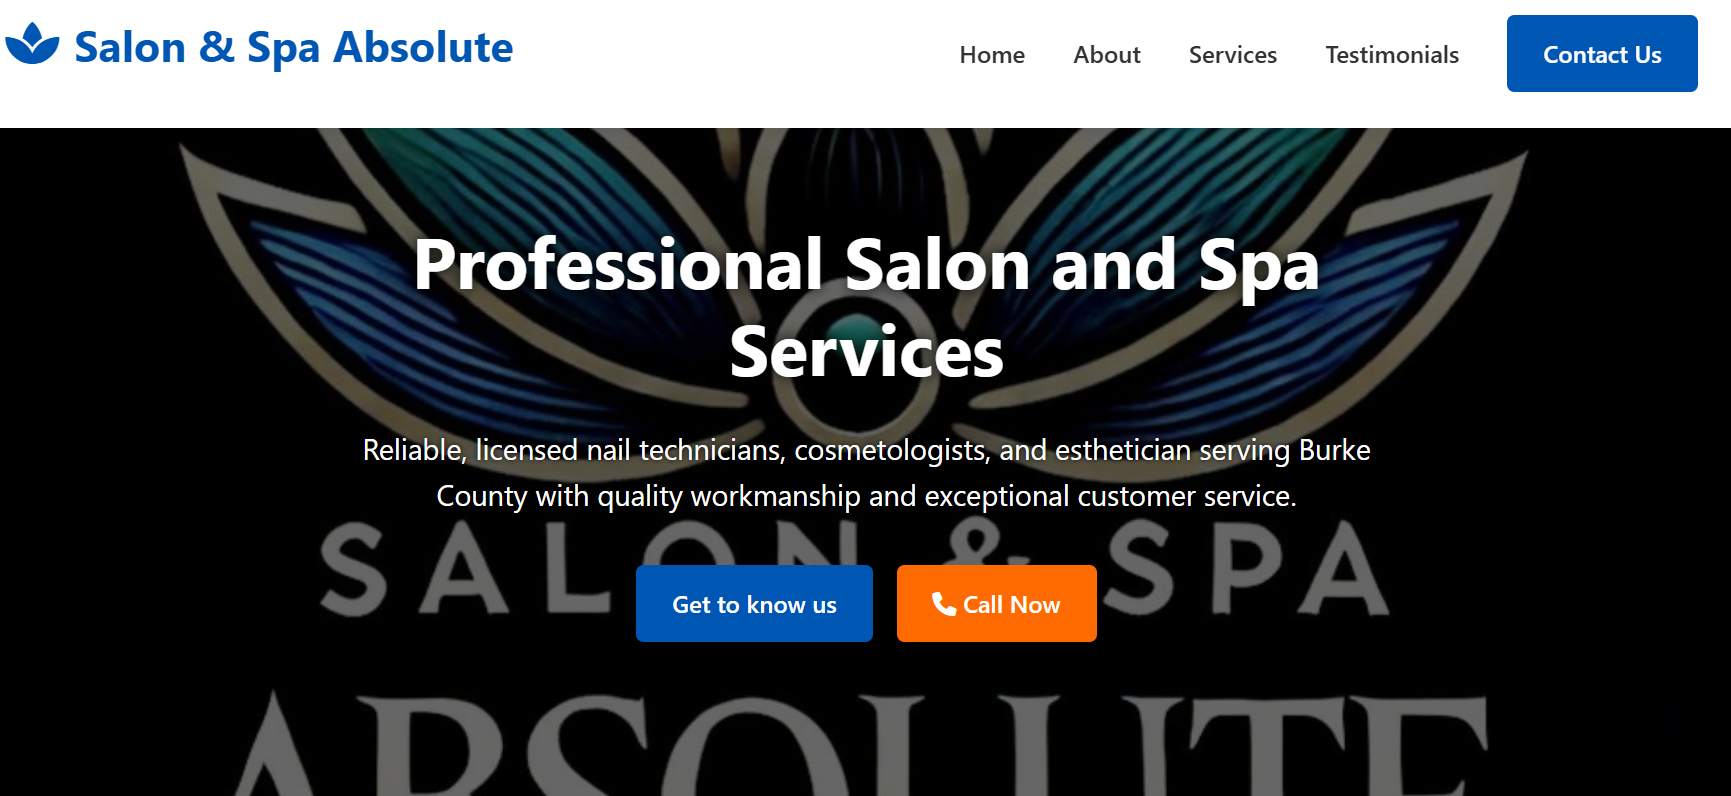 Salon & Spa Absolute
Home
About
Services
Testimonials
Contact Us
Professional Salon and Spa
Services
Reliable, licensed nail technicians, cosmetologists, and esthetician serving Burke
County with quality workmanship and exceptional customer service.
SALON & SPA
Get to know us
Call Now
ABSOLUTE